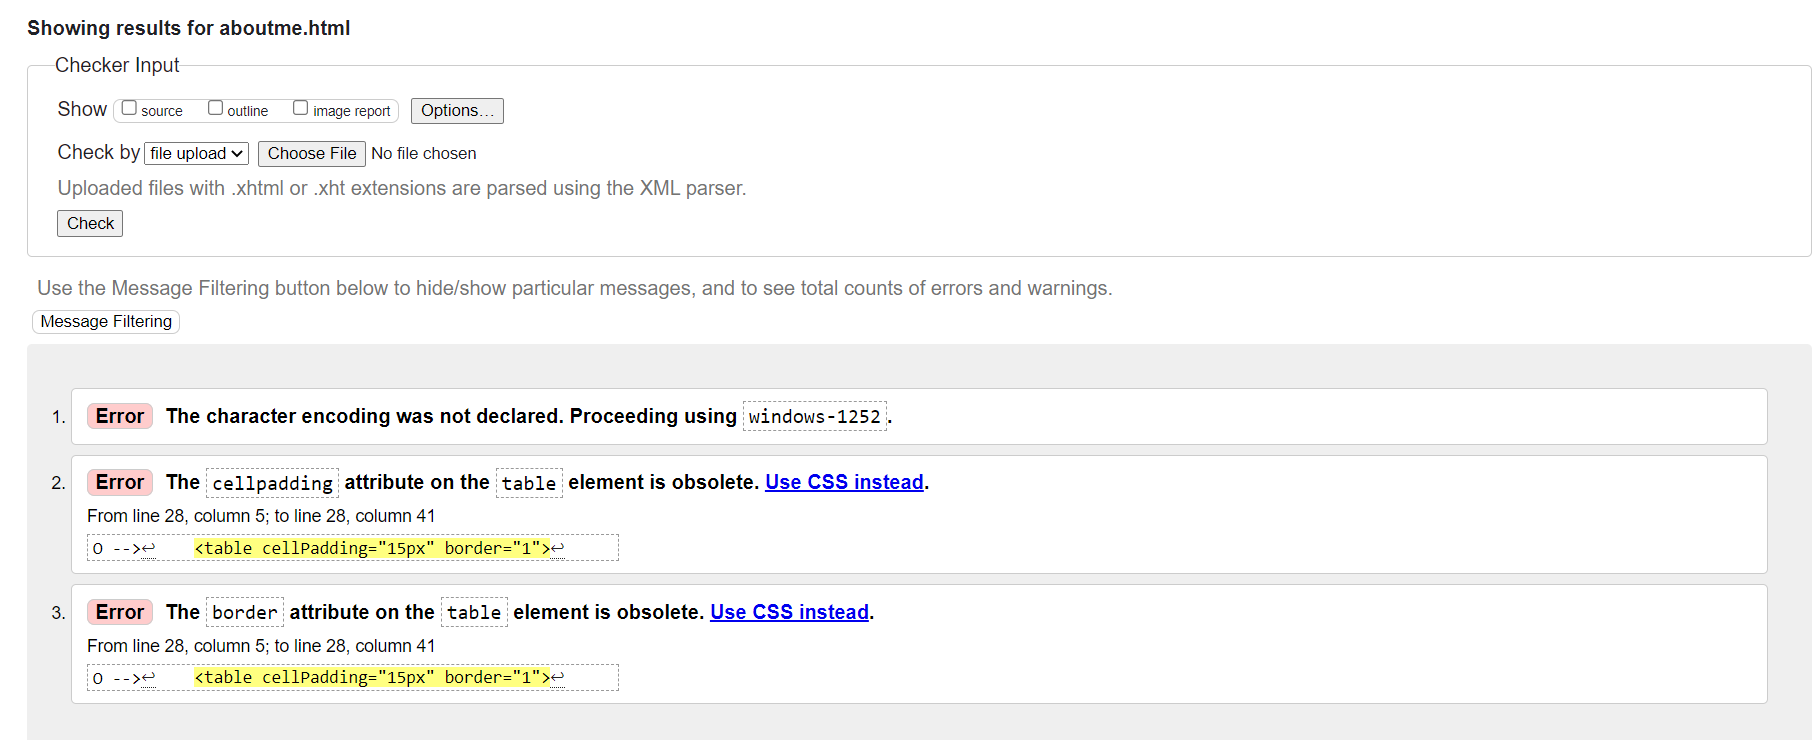 Showing results for aboutme.html
Checker Input
Show source outline image report Options...
Check by file upload Choose File No file chosen
Uploaded files with .xhtml or .xht extensions are parsed using the XML parser.
Check
Use the Message Filtering button below to hide/show particular messages, and to see total counts of errors and warnings.
Message Filtering
1. Error The character encoding was not declared. Proceeding using windows-1252.
2. Error The cellpadding attribute on the table element is obsolete. Use CSS instead.
From line 28, column 5; to line 28, column 41
O -->↩ <table cellPadding="15px" border="1">↩
3. Error The border attribute on the table element is obsolete. Use CSS instead.
From line 28, column 5; to line 28, column 41
O -->↩ <table cellPadding="15px" border="1">↩